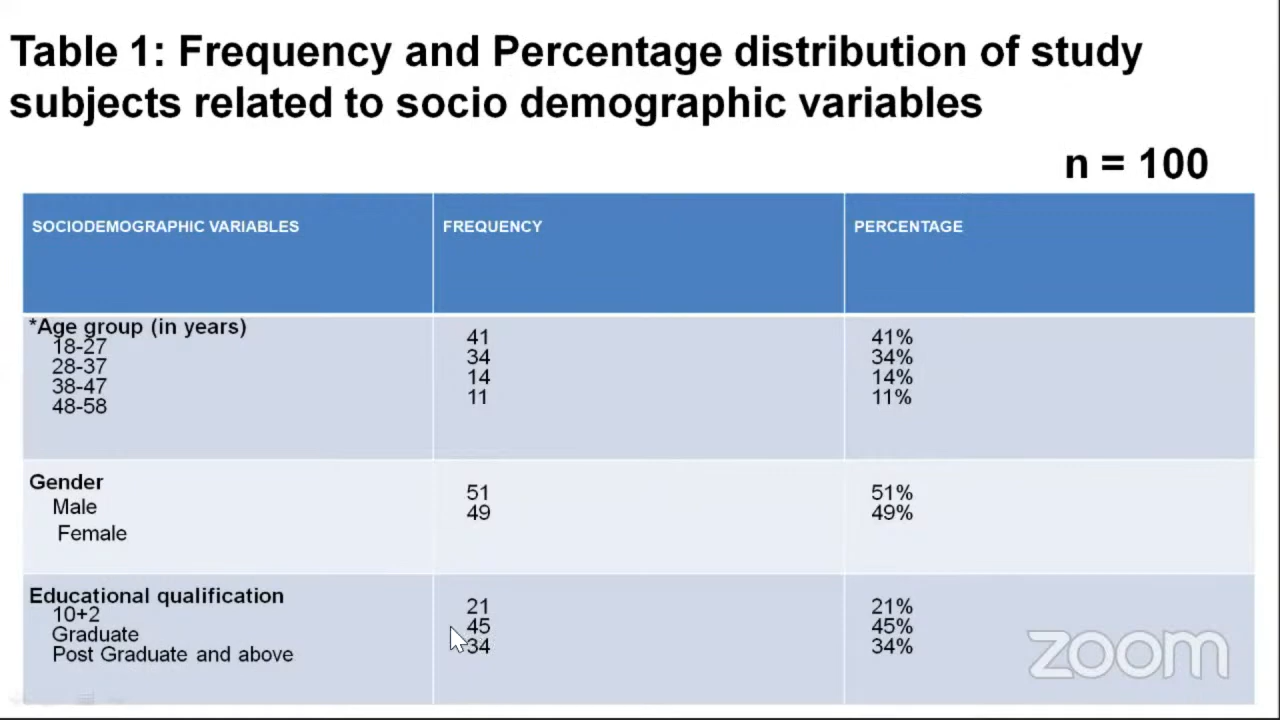 Table 1: Frequency and Percentage distribution of study
subjects related to socio demographic variables
n = 100
SOCIODEMOGRAPHIC VARIABLES FREQUENCY PERCENTAGE
*Age group (in years)
18-27 41 41%
28-37 34 34%
38-47 14 14%
48-58 11 11%
Gender
Male 51 51%
Female 49 49%
Educational qualification
10+2 21 21%
Graduate 45 45%
Post Graduate and above 34 34%
zoom